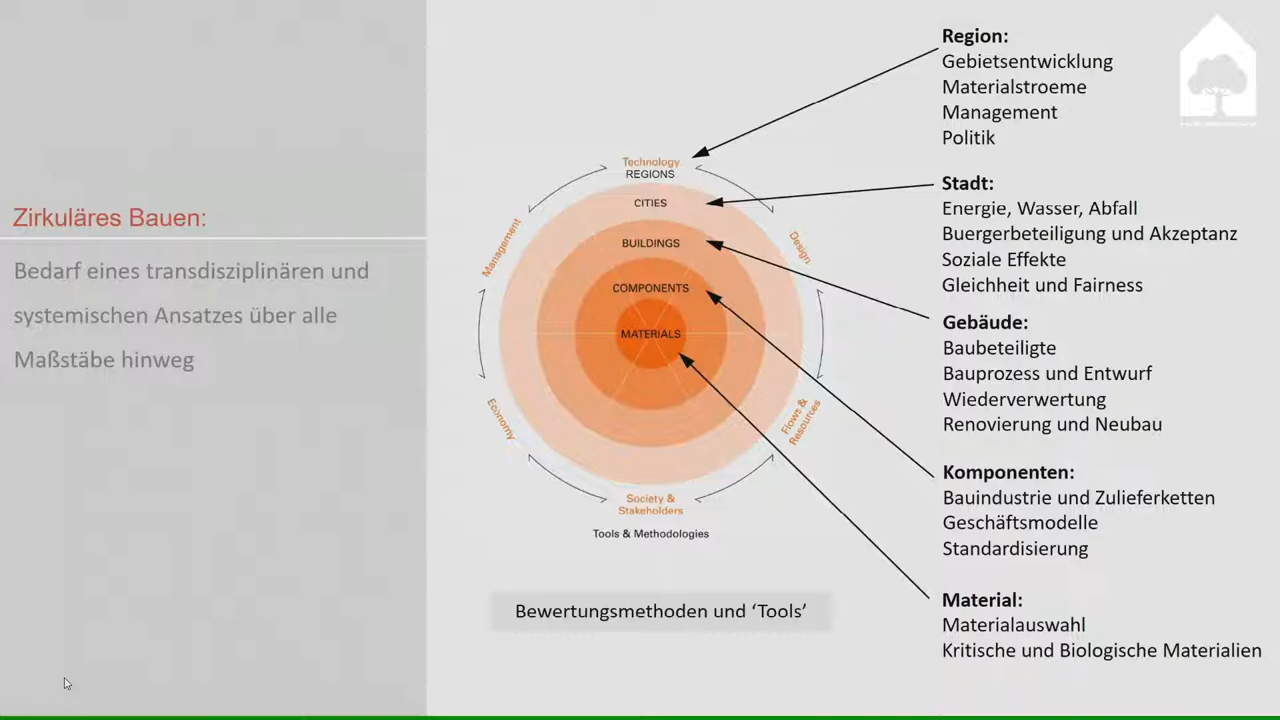 Zirkuläres Bauen:
Bedarf eines transdisziplinären und
systemischen Ansatzes über alle
Maßstäbe hinweg
Technology
REGIONS
CITIES
BUILDINGS
COMPONENTS
MATERIALS
Management
Design
Economy
Flows &
Resources
Society &
Stakeholders
Tools & Methodologies
Bewertungsmethoden und ‘Tools’
Region:
Gebietsentwicklung
Materialstroeme
Management
Politik
Stadt:
Energie, Wasser, Abfall
Buergerbeteiligung und Akzeptanz
Soziale Effekte
Gleichheit und Fairness
Gebäude:
Baubeteiligte
Bauprozess und Entwurf
Wiederverwertung
Renovierung und Neubau
Komponenten:
Bauindustrie und Zulieferketten
Geschäftsmodelle
Standardisierung
Material:
Materialauswahl
Kritische und Biologische Materialien